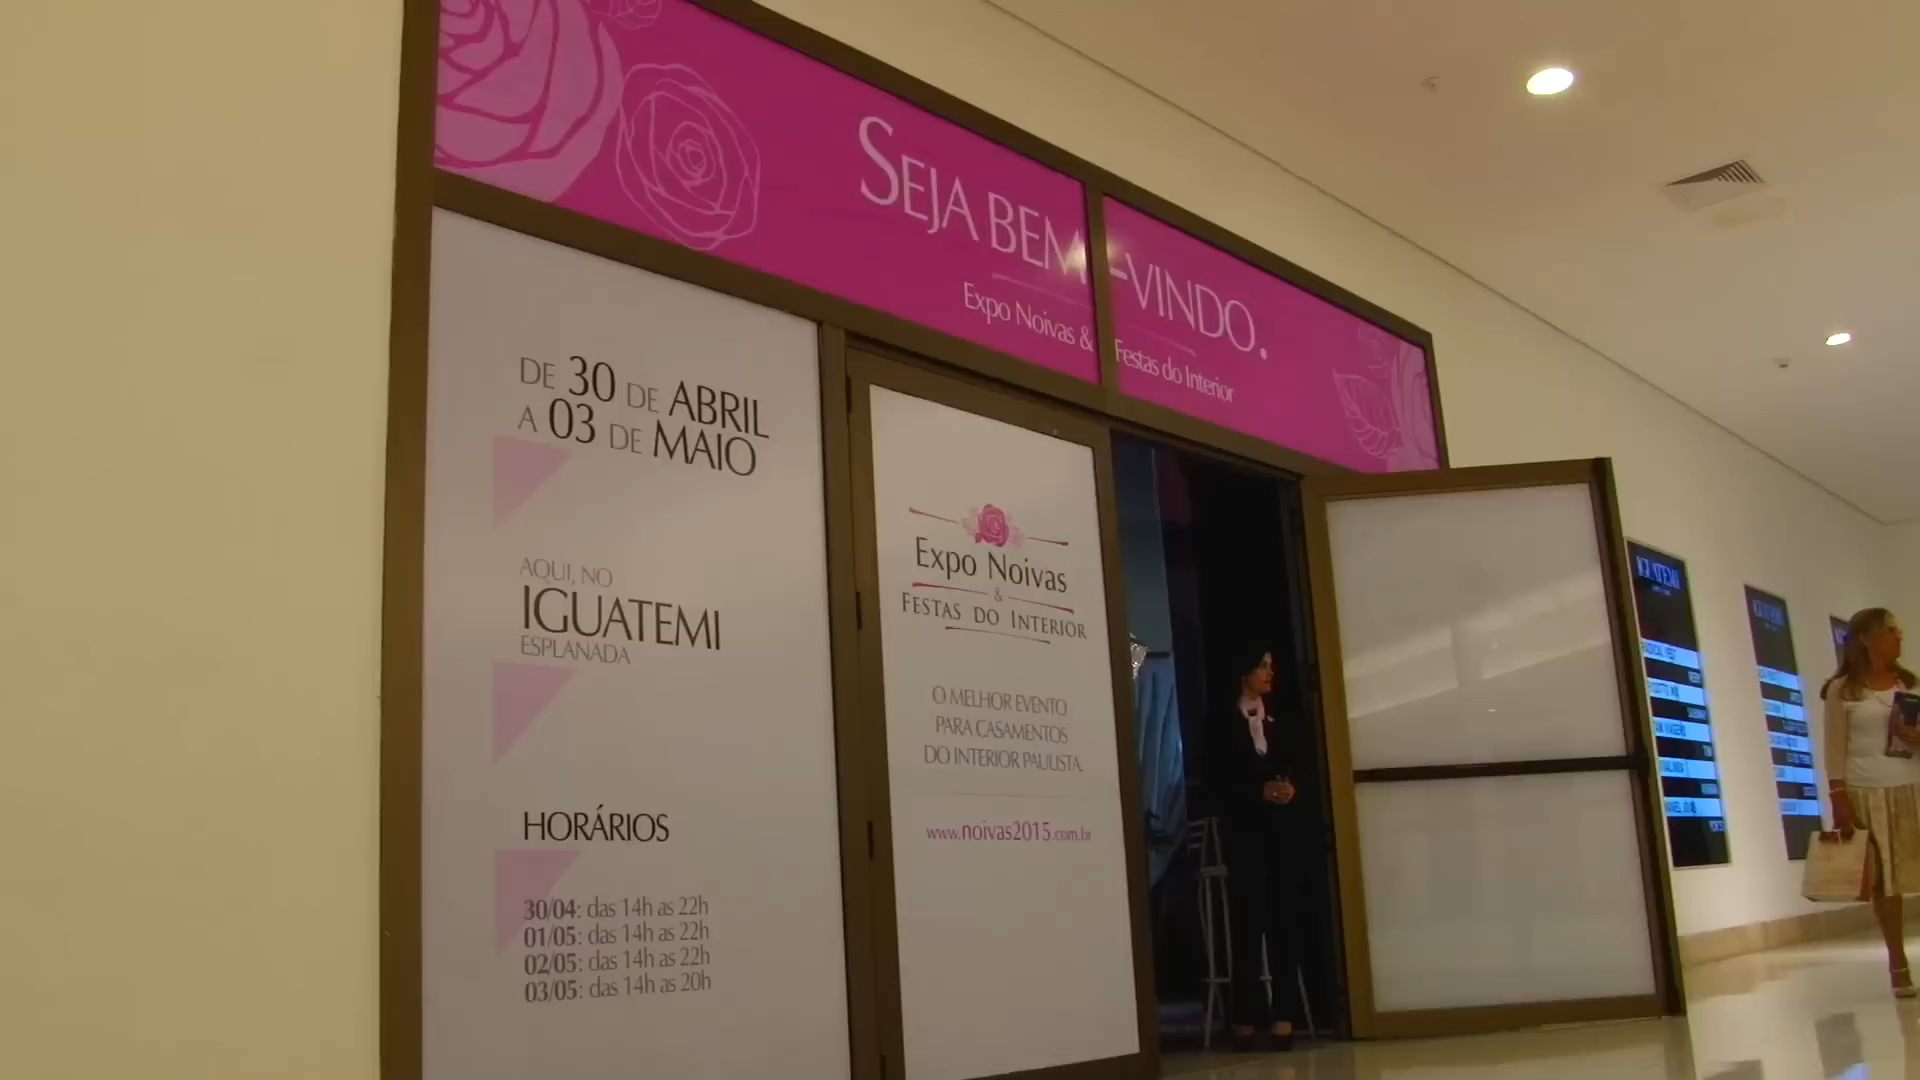 SEJA BEM-VINDO.
Expo Noivas & Festas do Interior
DE 30 DE ABRIL
A 03 DE MAIO
AQUI, NO
IGUATEMI
ESPLANADA
HORÁRIOS
30/04: das 14h as 22h
01/05: das 14h as 22h
02/05: das 14h as 22h
03/05: das 14h as 20h
Expo Noivas
&
FESTAS DO INTERIOR
O MELHOR EVENTO
PARA CASAMENTOS
DO INTERIOR PAULISTA.
www.noivas2015.com.br
IGUATEMI